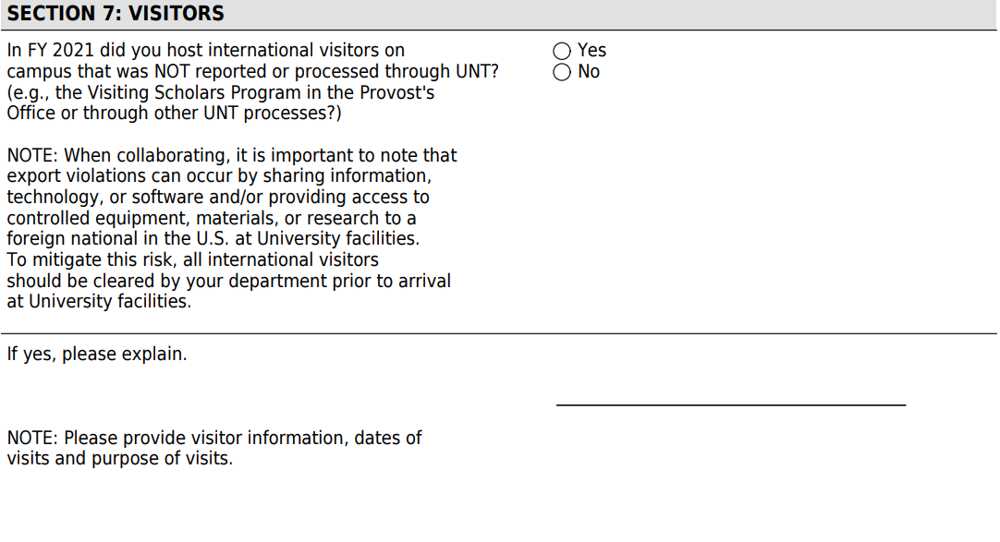 SECTION 7: VISITORS
In FY 2021 did you host international visitors on
campus that was NOT reported or processed through UNT?
(e.g., the Visiting Scholars Program in the Provost's
Office or through other UNT processes?)
Yes
No
NOTE: When collaborating, it is important to note that
export violations can occur by sharing information,
technology, or software and/or providing access to
controlled equipment, materials, or research to a
foreign national in the U.S. at University facilities.
To mitigate this risk, all international visitors
should be cleared by your department prior to arrival
at University facilities.
If yes, please explain.
NOTE: Please provide visitor information, dates of
visits and purpose of visits.